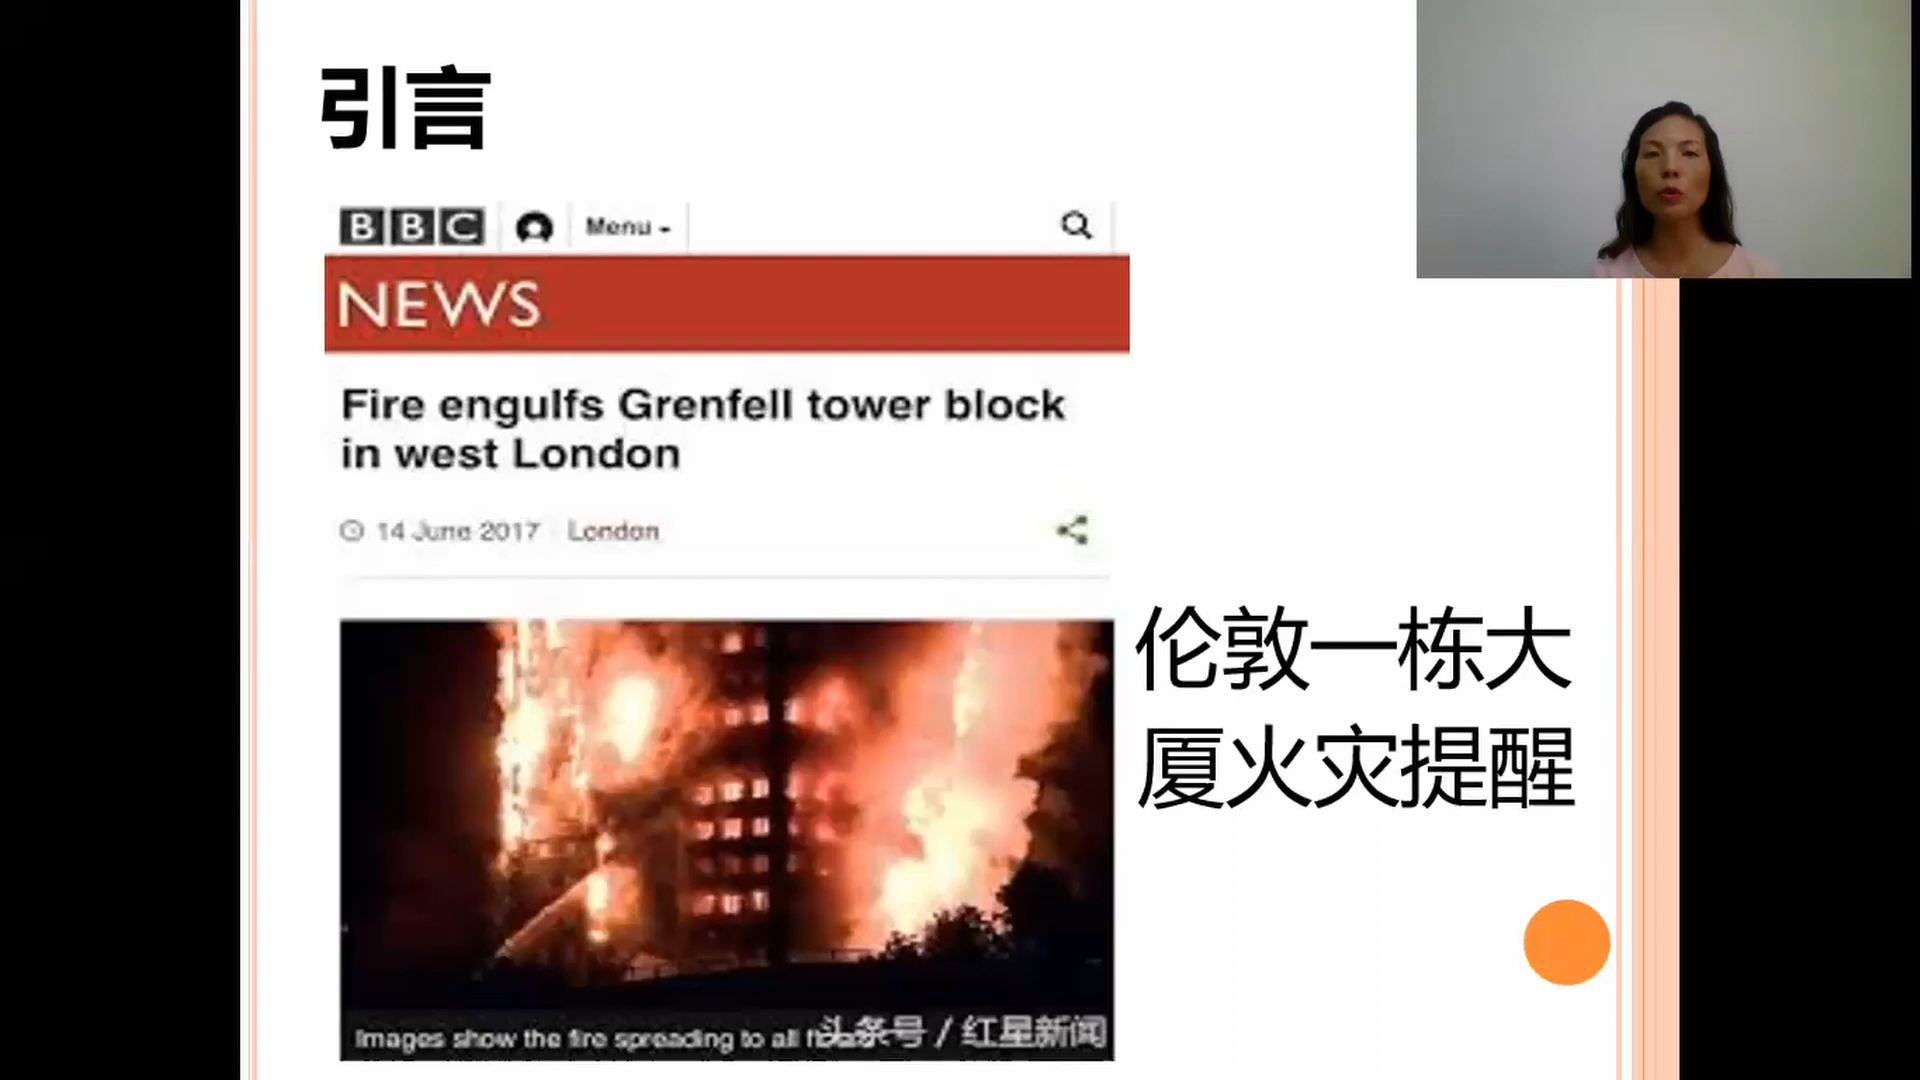 引言
BBC Menu
NEWS
Fire engulfs Grenfell tower block
in west London
14 June 2017 London
伦敦一栋大
厦火灾提醒
Images show the fire spreading to all
头条号 / 红星新闻